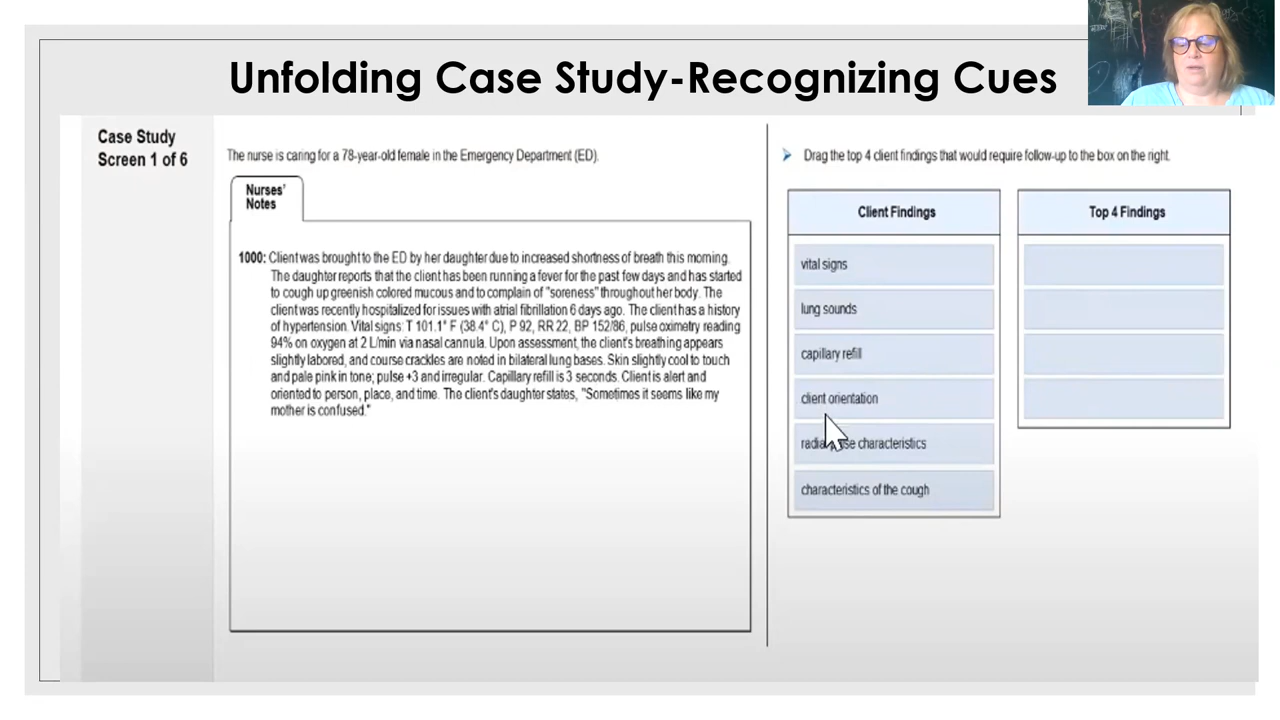 Unfolding Case Study-Recognizing Cues
Case Study
Screen 1 of 6
The nurse is caring for a 78-year-old female in the Emergency Department (ED).
Nurses'
Notes
1000: Client was brought to the ED by her daughter due to increased shortness of breath this morning.
The daughter reports that the client has been running a fever for the past few days and has started
to cough up greenish colored mucous and to complain of "soreness" throughout her body. The
client was recently hospitalized for issues with atrial fibrillation 6 days ago. The client has a history
of hypertension. Vital signs: T 101.1° F (38.4° C), P 92, RR 22, BP 152/86, pulse oximetry reading
94% on oxygen at 2 L/min via nasal cannula. Upon assessment, the client's breathing appears
slightly labored, and course crackles are noted in bilateral lung bases. Skin slightly cool to touch
and pale pink in tone; pulse +3 and irregular. Capillary refill is 3 seconds. Client is alert and
oriented to person, place, and time. The client's daughter states, "Sometimes it seems like my
mother is confused."
Drag the top 4 client findings that would require follow-up to the box on the right.
Client Findings
vital signs
lung sounds
capillary refill
client orientation
characteristics
characteristics of the cough
Top 4 Findings